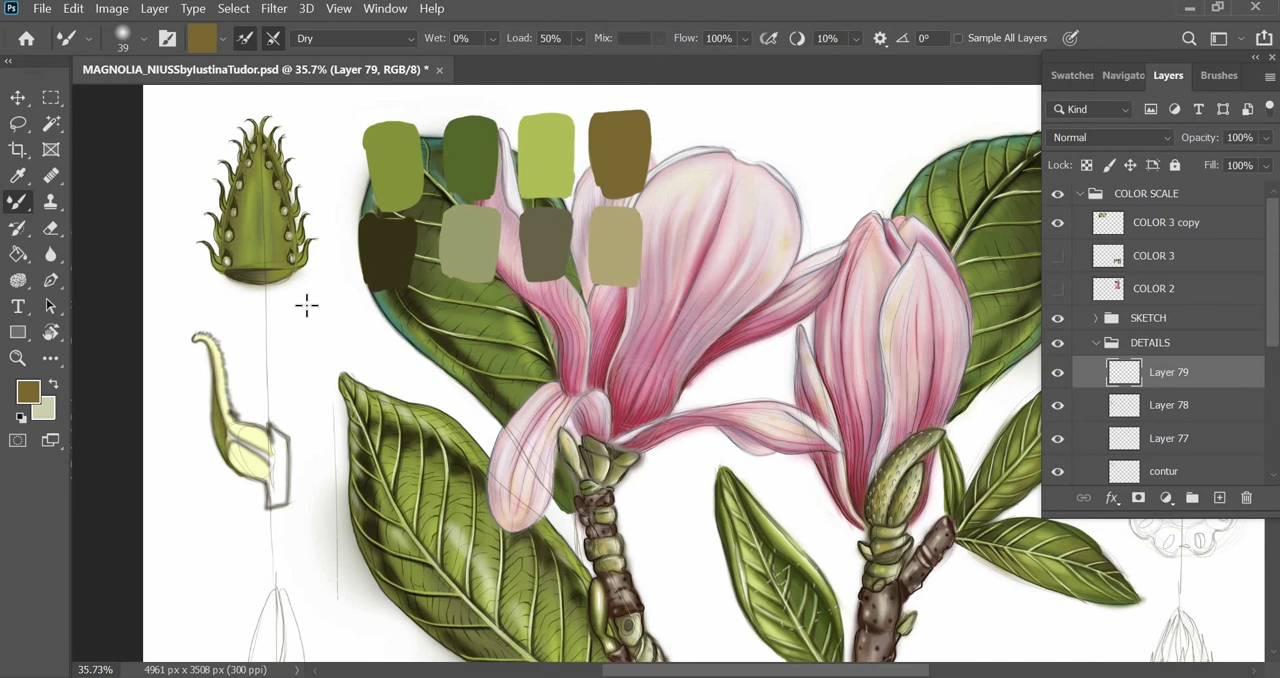 Ps File Edit Image Layer Type Select Filter 3D View Window Help
39 Dry Wet: 0% Load: 50% Mix: Flow: 100% 10% 0° Sample All Layers
MAGNOLIA_NIUSSbyIustinaTudor.psd @ 35.7% (Layer 79, RGB/8) * ×
Swatches Navigato Layers Brushes
Kind
Normal Opacity: 100%
Lock: Fill: 100%
COLOR SCALE
COLOR 3 copy
COLOR 3
COLOR 2
SKETCH
DETAILS
Layer 79
Layer 78
Layer 77
contur
fx
35.73% 4961 px x 3508 px (300 ppi)